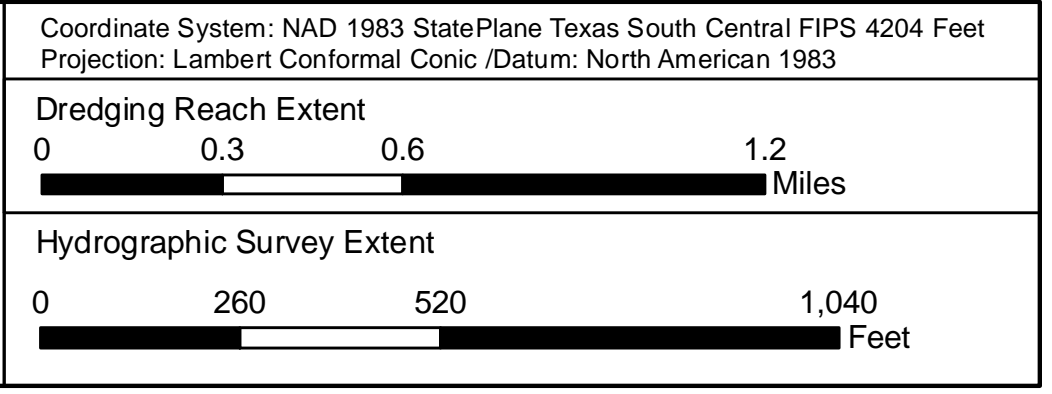 Coordinate System: NAD 1983 StatePlane Texas South Central FIPS 4204 Feet
Projection: Lambert Conformal Conic /Datum: North American 1983
Dredging Reach Extent
0 0.3 0.6 1.2
Miles
Hydrographic Survey Extent
0 260 520 1,040
Feet